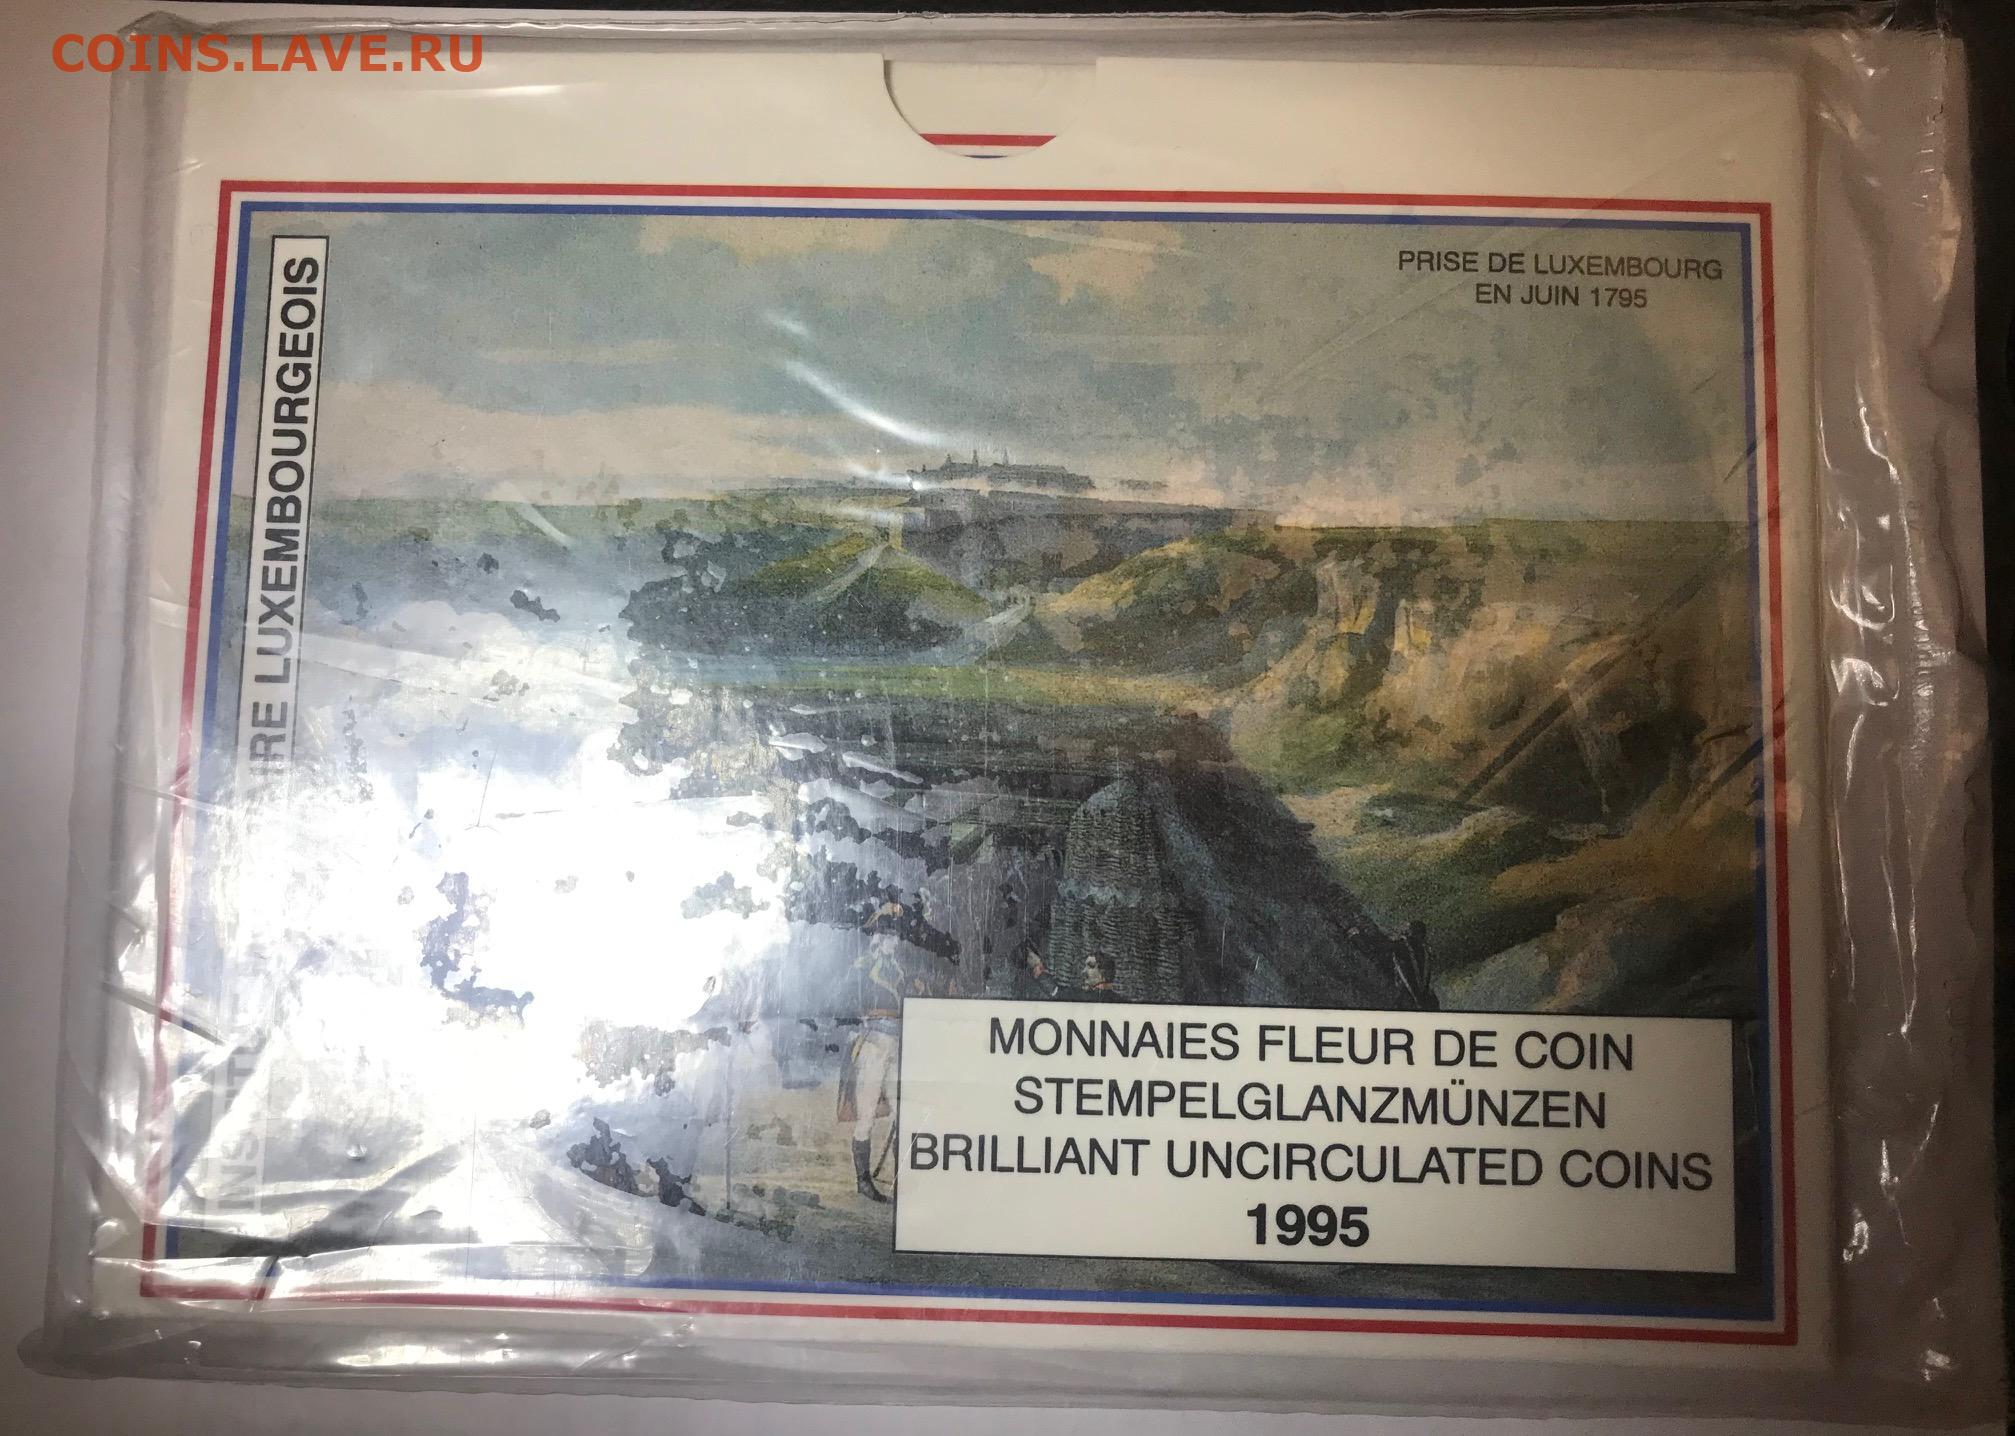 COINS.LAVE.RU
PRISE DE LUXEMBOURG
EN JUIN 1795
LUXEMBOURGEOIS
MONNAIES FLEUR DE COIN
STEMPELGLANZMÜNZEN
BRILLIANT UNCIRCULATED COINS
1995